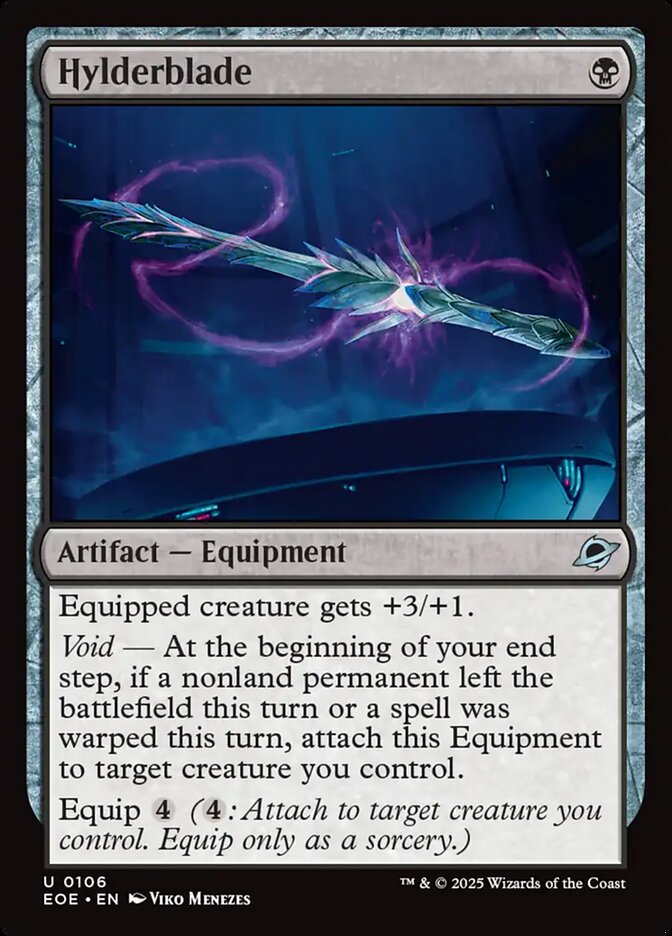 Hylderblade
Artifact — Equipment
Equipped creature gets +3/+1.
Void — At the beginning of your end
step, if a nonland permanent left the
battlefield this turn or a spell was
warped this turn, attach this Equipment
to target creature you control.
Equip 4 (4: Attach to target creature you
control. Equip only as a sorcery.)
U 0106
EOE • EN Viko Menezes
™ & © 2025 Wizards of the Coast